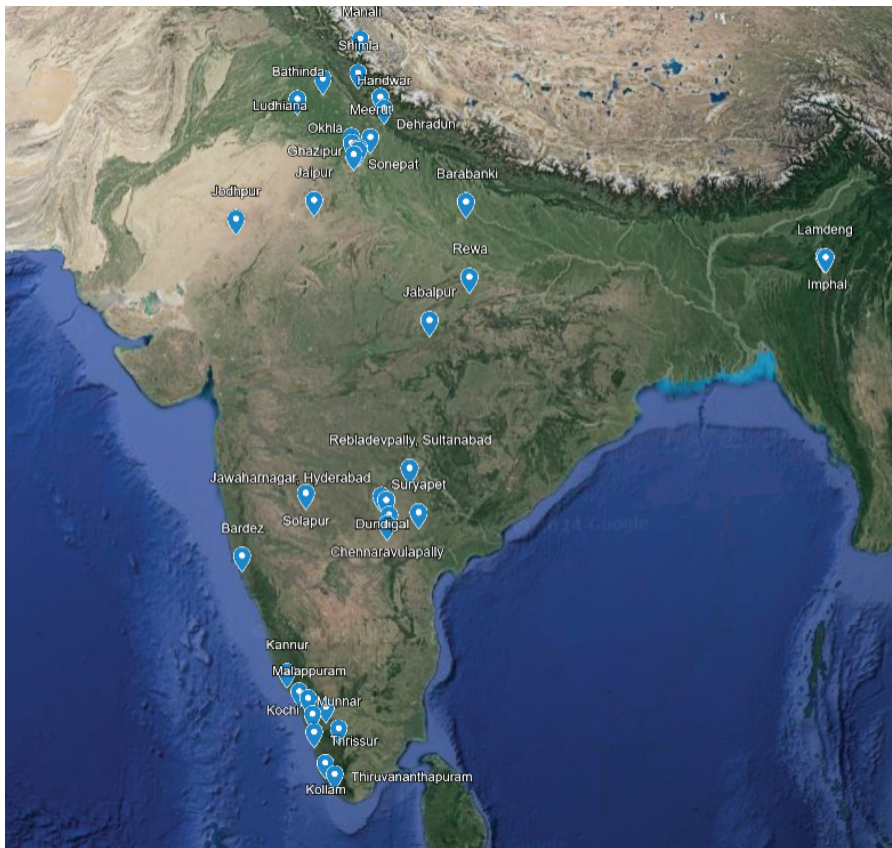 Manali
Shimla
Bathinda
Haridwar
Ludhiana
Meerut
Dehradun
Okhla
Ghazipur
Sonepat
Jaipur
Barabanki
Jodhpur
Lamdeng
Rewa
Imphal
Jabalpur
Rebladevpally, Sultanabad
Jawaharnagar, Hyderabad
Suryapet
Solapur
Dundigal
Bardez
Chennaravulapally
Kannur
Malappuram
Munnar
Kochi
Thrissur
Thiruvananthapuram
Kollam